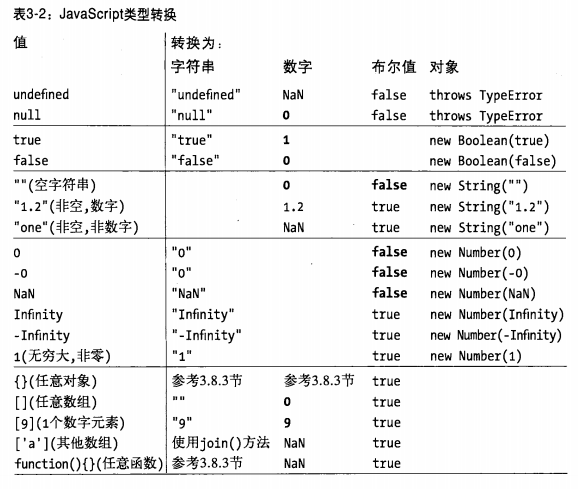 表3-2：JavaScript类型转换
值 转换为：
字符串 数字 布尔值 对象
undefined "undefined" NaN false throws TypeError
null "null" 0 false throws TypeError
true "true" 1 new Boolean(true)
false "false" 0 new Boolean(false)
""(空字符串) 0 false new String("")
"1.2"(非空,数字) 1.2 true new String("1.2")
"one"(非空,非数字) NaN true new String("one")
0 "0" false new Number(0)
-0 "0" false new Number(-0)
NaN "NaN" false new Number(NaN)
Infinity "Infinity" true new Number(Infinity)
-Infinity "-Infinity" true new Number(-Infinity)
1(无穷大,非零) "1" true new Number(1)
{}(任意对象) 参考3.8.3节 参考3.8.3节 true
[](任意数组) "" 0 true
[9](1个数字元素) "9" 9 true
['a'](其他数组) 使用join()方法 NaN true
function(){}(任意函数) 参考3.8.3节 NaN true